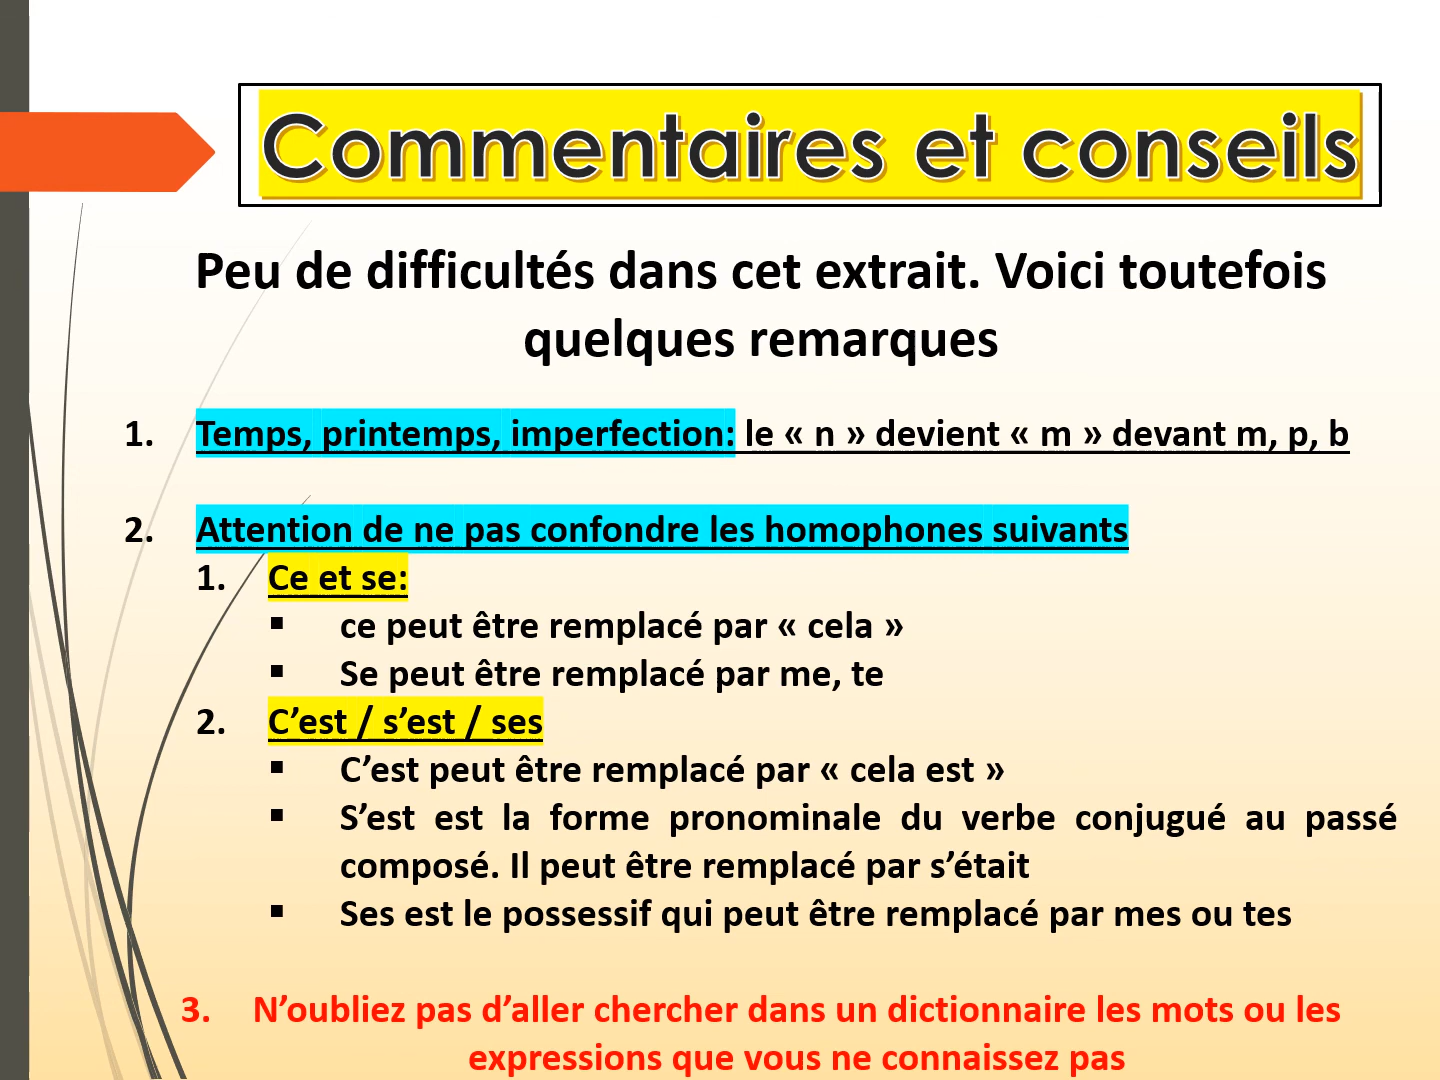 Commentaires et conseils
Peu de difficultés dans cet extrait. Voici toutefois
quelques remarques
1. Temps, printemps, imperfection: le « n » devient « m » devant m, p, b
2. Attention de ne pas confondre les homophones suivants
1. Ce et se:
▪ ce peut être remplacé par « cela »
▪ Se peut être remplacé par me, te
2. C’est / s’est / ses
▪ C’est peut être remplacé par « cela est »
▪ S’est est la forme pronominale du verbe conjugué au passé
composé. Il peut être remplacé par s’était
▪ Ses est le possessif qui peut être remplacé par mes ou tes
3. N’oubliez pas d’aller chercher dans un dictionnaire les mots ou les
expressions que vous ne connaissez pas